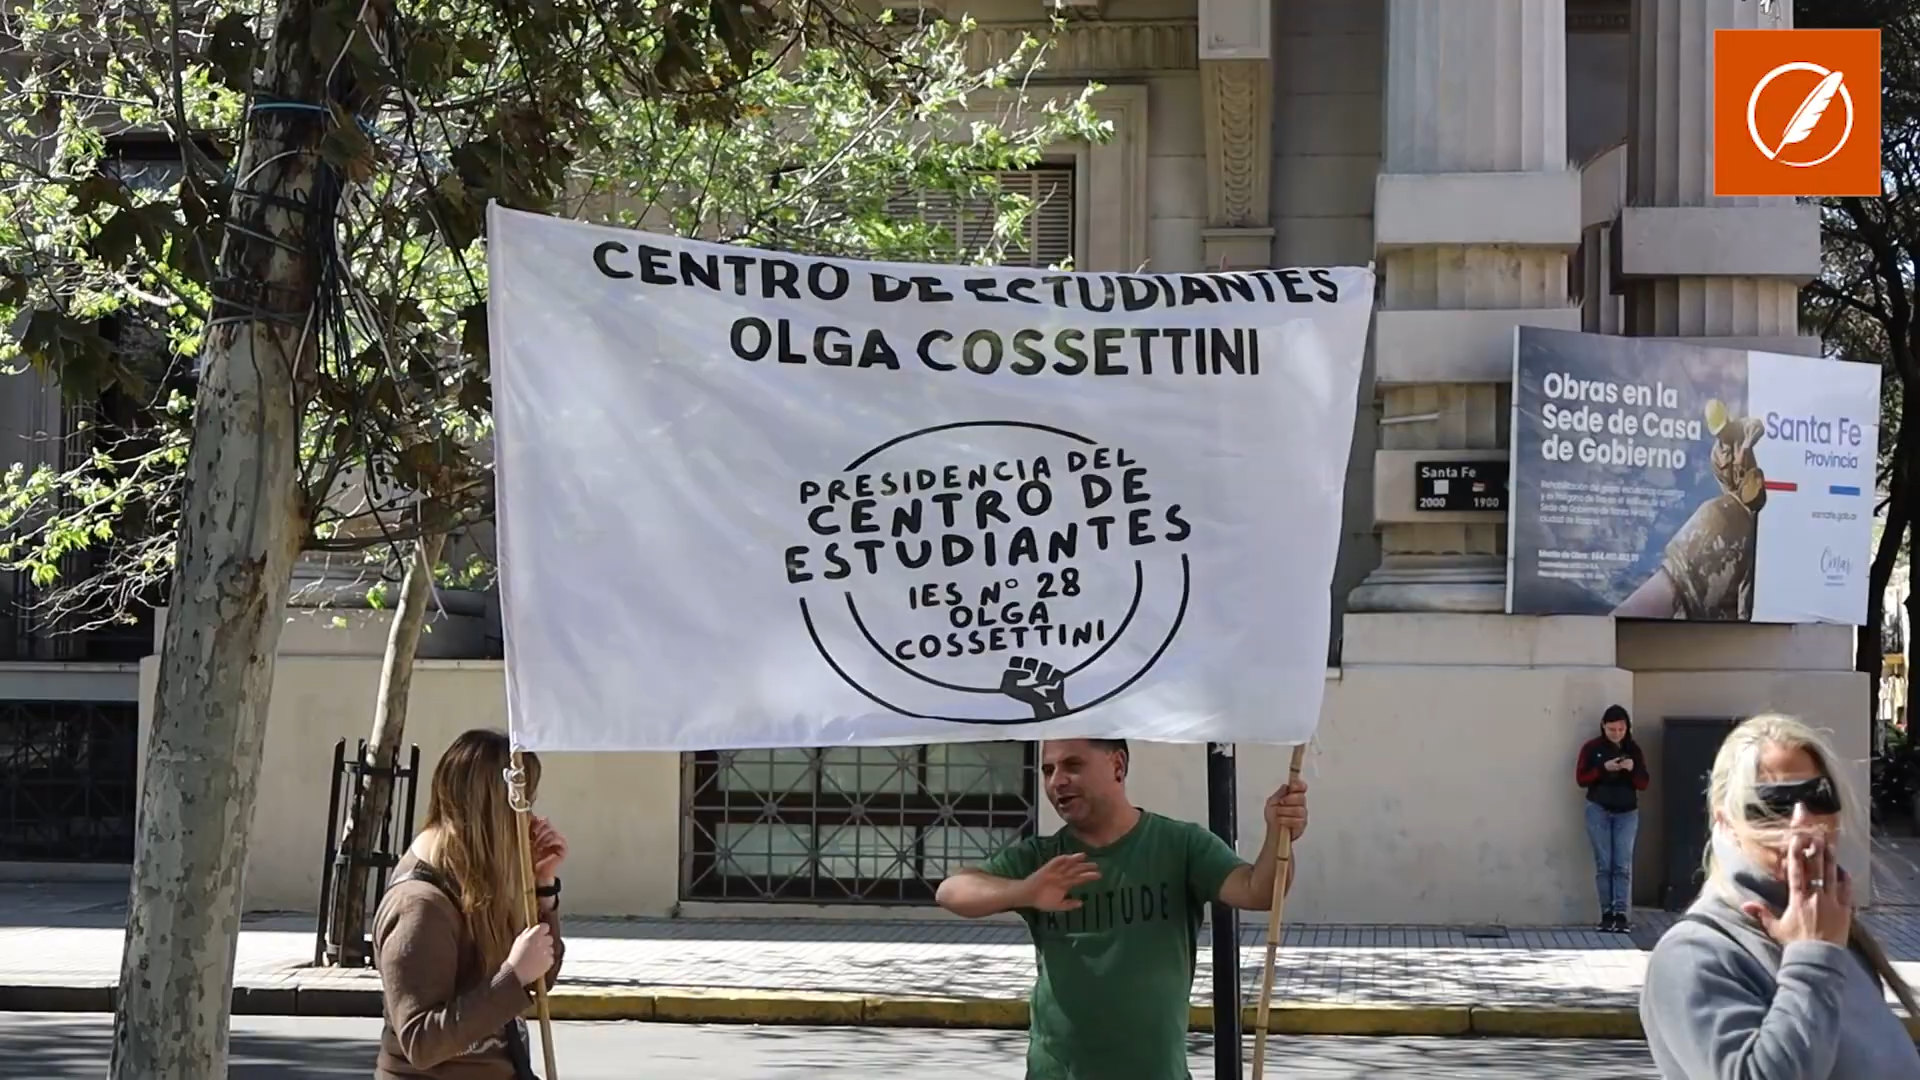 CENTRO DE ESTUDIANTES
OLGA COSSETTINI
PRESIDENCIA DEL
CENTRO DE
ESTUDIANTES
IES N° 28
OLGA
COSSETTINI
Obras en la
Sede de Casa
de Gobierno
Santa Fe
Provincia
Santa Fe
2000 1900
ATTITUDE